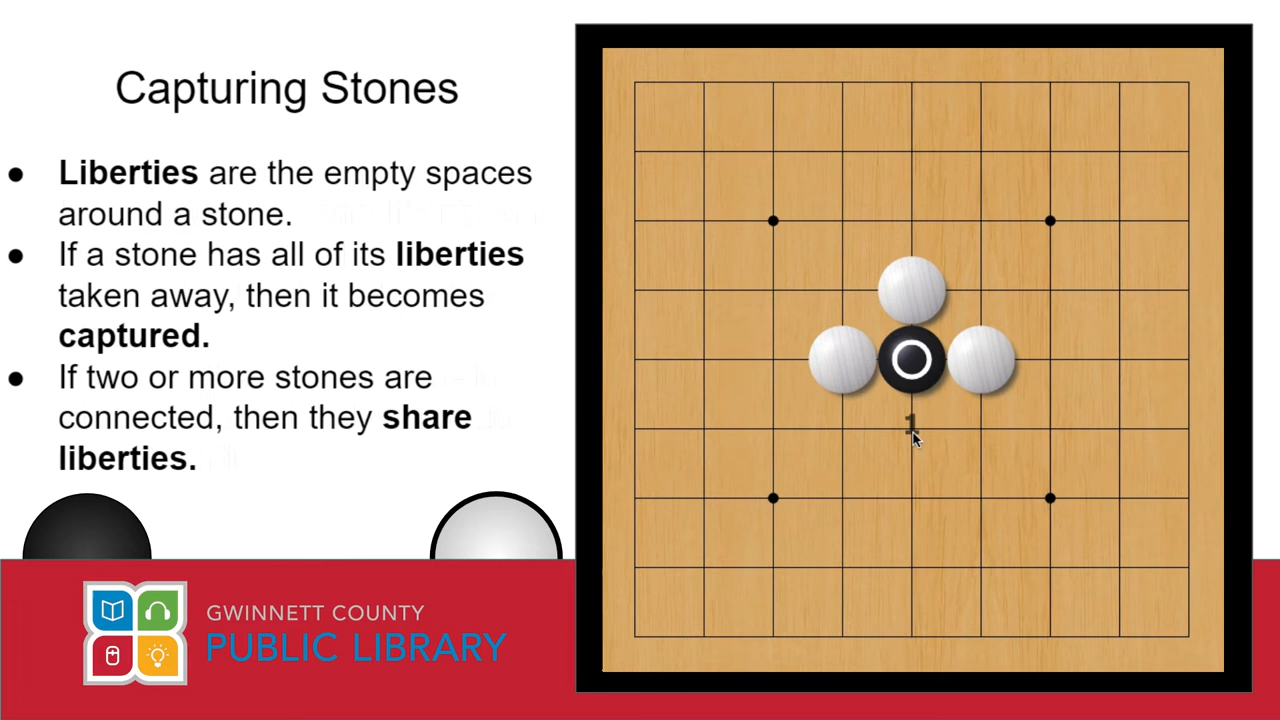 Capturing Stones
● Liberties are the empty spaces
around a stone.
● If a stone has all of its liberties
taken away, then it becomes
captured.
● If two or more stones are
connected, then they share
liberties.
1
GWINNETT COUNTY
PUBLIC LIBRARY